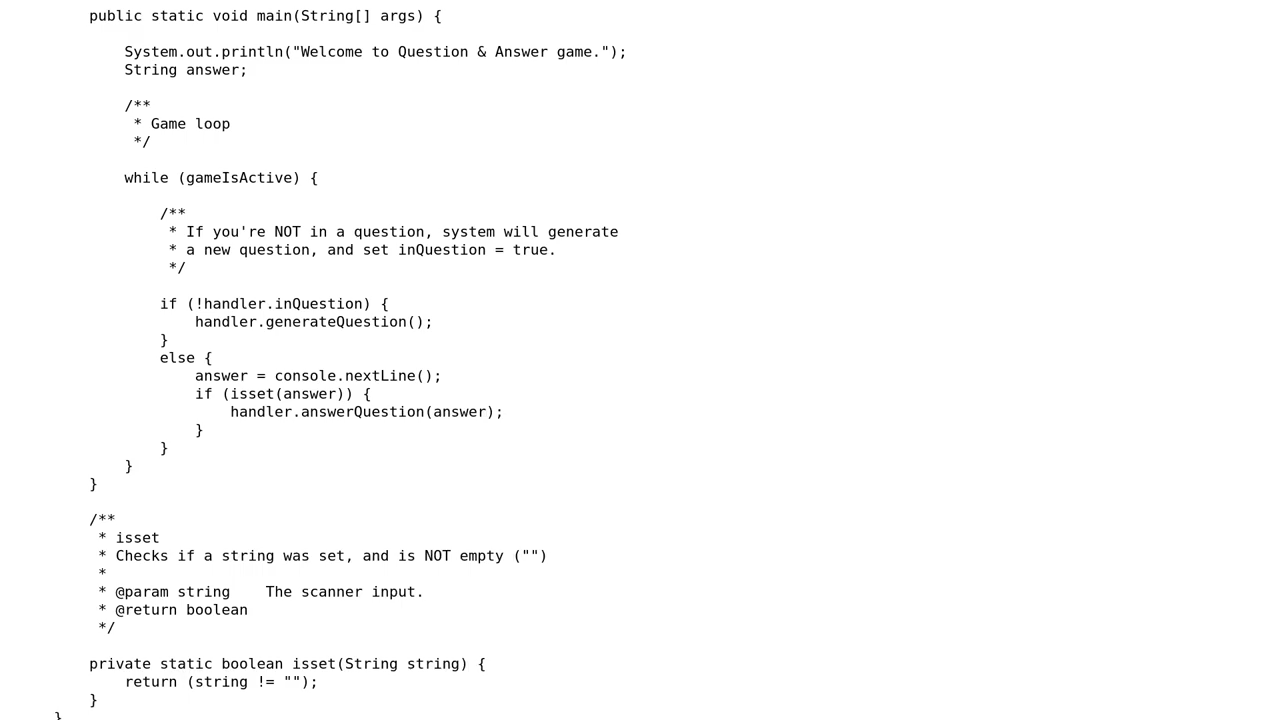 public static void main(String[] args) {
System.out.println("Welcome to Question & Answer game.");
String answer;
/**
* Game loop
*/
while (gameIsActive) {
/**
* If you're NOT in a question, system will generate
* a new question, and set inQuestion = true.
*/
if (!handler.inQuestion) {
handler.generateQuestion();
}
else {
answer = console.nextLine();
if (isset(answer)) {
handler.answerQuestion(answer);
}
}
}
}
/**
* isset
* Checks if a string was set, and is NOT empty ("")
*
* @param string    The scanner input.
* @return boolean
*/
private static boolean isset(String string) {
return (string != "");
}
}